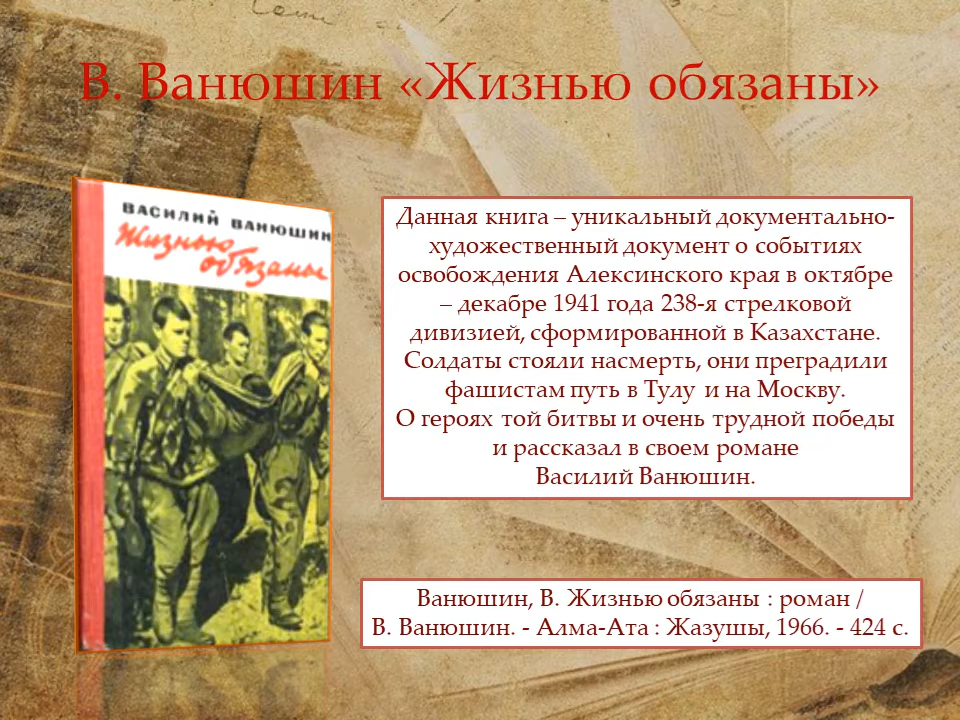 В. Ванюшин «Жизнью обязаны»
ВАСИЛИЙ ВАНЮШИН
Жизнью
обязаны
Данная книга – уникальный документально-
художественный документ о событиях
освобождения Алексинского края в октябре
– декабре 1941 года 238-я стрелковой
дивизией, сформированной в Казахстане.
Солдаты стояли насмерть, они преградили
фашистам путь в Тулу и на Москву.
О героях той битвы и очень трудной победы
и рассказал в своем романе
Василий Ванюшин.
Ванюшин, В. Жизнью обязаны : роман /
В. Ванюшин. - Алма-Ата : Жазушы, 1966. - 424 с.